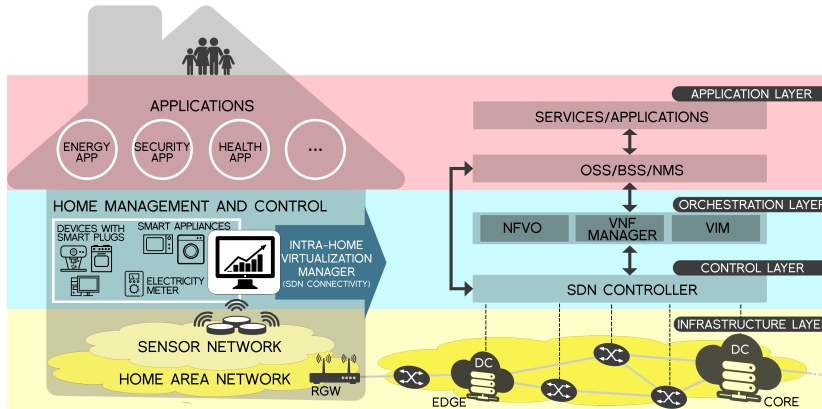 APPLICATIONS
ENERGY
APP
SECURITY
APP
HEALTH
APP
...
HOME MANAGEMENT AND CONTROL
DEVICES WITH
SMART PLUGS
SMART APPLIANCES
ELECTRICITY
METER
INTRA-HOME
VIRTUALIZATION
MANAGER
(SDN CONNECTIVITY)
SENSOR NETWORK
HOME AREA NETWORK
RGW
APPLICATION LAYER
SERVICES/APPLICATIONS
OSS/BSS/NMS
ORCHESTRATION LAYER
NFVO
VNF
MANAGER
VIM
CONTROL LAYER
SDN CONTROLLER
INFRASTRUCTURE LAYE
DC
EDGE
DC
CORE